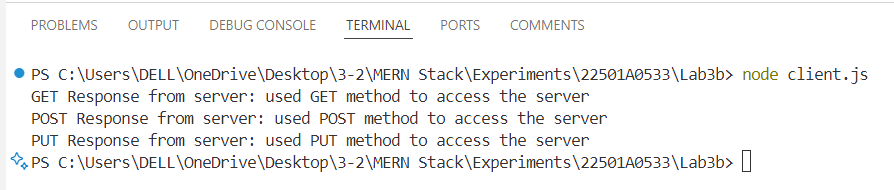 PROBLEMS OUTPUT DEBUG CONSOLE TERMINAL PORTS COMMENTS
PS C:\Users\DELL\OneDrive\Desktop\3-2\MERN Stack\Experiments\22501A0533\Lab3b> node client.js
GET Response from server: used GET method to access the server
POST Response from server: used POST method to access the server
PUT Response from server: used PUT method to access the server
PS C:\Users\DELL\OneDrive\Desktop\3-2\MERN Stack\Experiments\22501A0533\Lab3b>